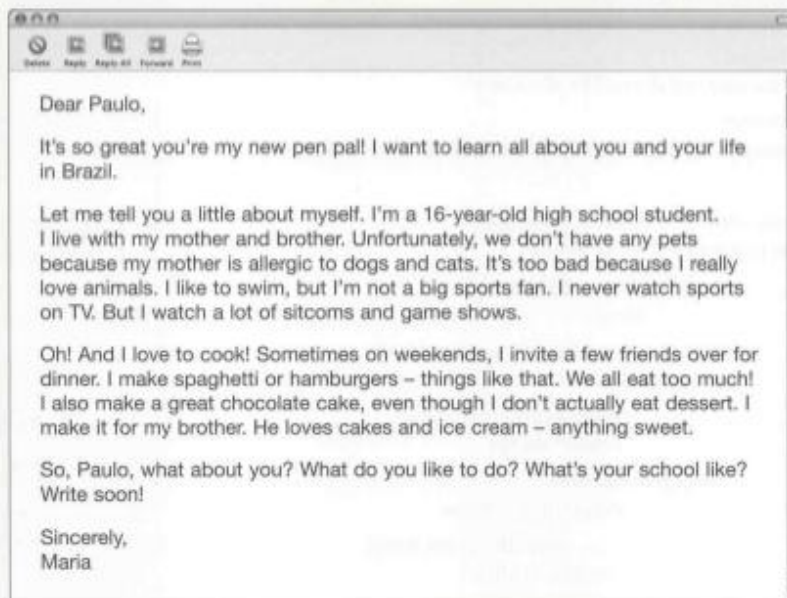 Delete Reply Reply All Forward Print
Dear Paulo,
It's so great you're my new pen pal! I want to learn all about you and your life
in Brazil.
Let me tell you a little about myself. I'm a 16-year-old high school student.
I live with my mother and brother. Unfortunately, we don't have any pets
because my mother is allergic to dogs and cats. It's too bad because I really
love animals. I like to swim, but I'm not a big sports fan. I never watch sports
on TV. But I watch a lot of sitcoms and game shows.
Oh! And I love to cook! Sometimes on weekends, I invite a few friends over for
dinner. I make spaghetti or hamburgers – things like that. We all eat too much!
I also make a great chocolate cake, even though I don't actually eat dessert. I
make it for my brother. He loves cakes and ice cream – anything sweet.
So, Paulo, what about you? What do you like to do? What's your school like?
Write soon!
Sincerely,
Maria